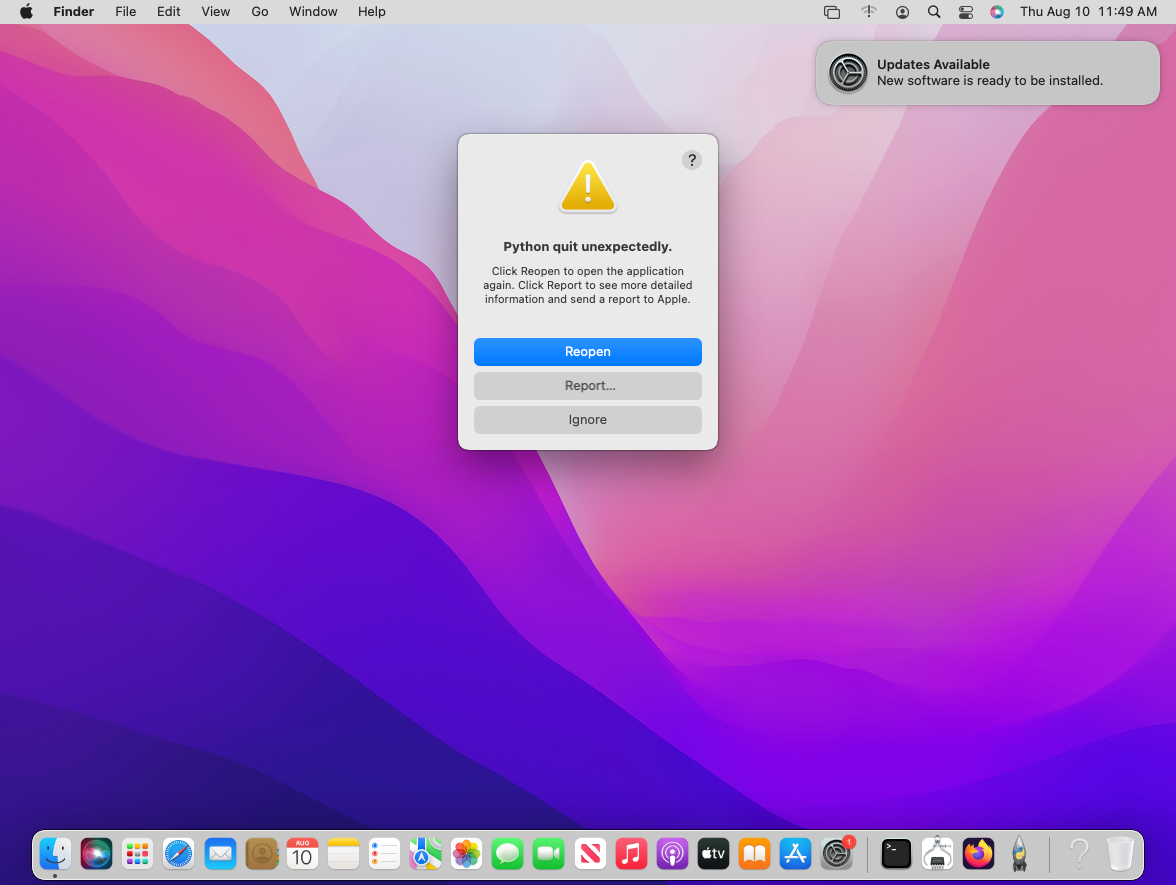 Finder File Edit View Go Window Help Thu Aug 10 11:49 AM
Updates Available
New software is ready to be installed.
?
Python quit unexpectedly.
Click Reopen to open the application
again. Click Report to see more detailed
information and send a report to Apple.
Reopen
Report...
Ignore
AUG
10
tv
1
>_
?